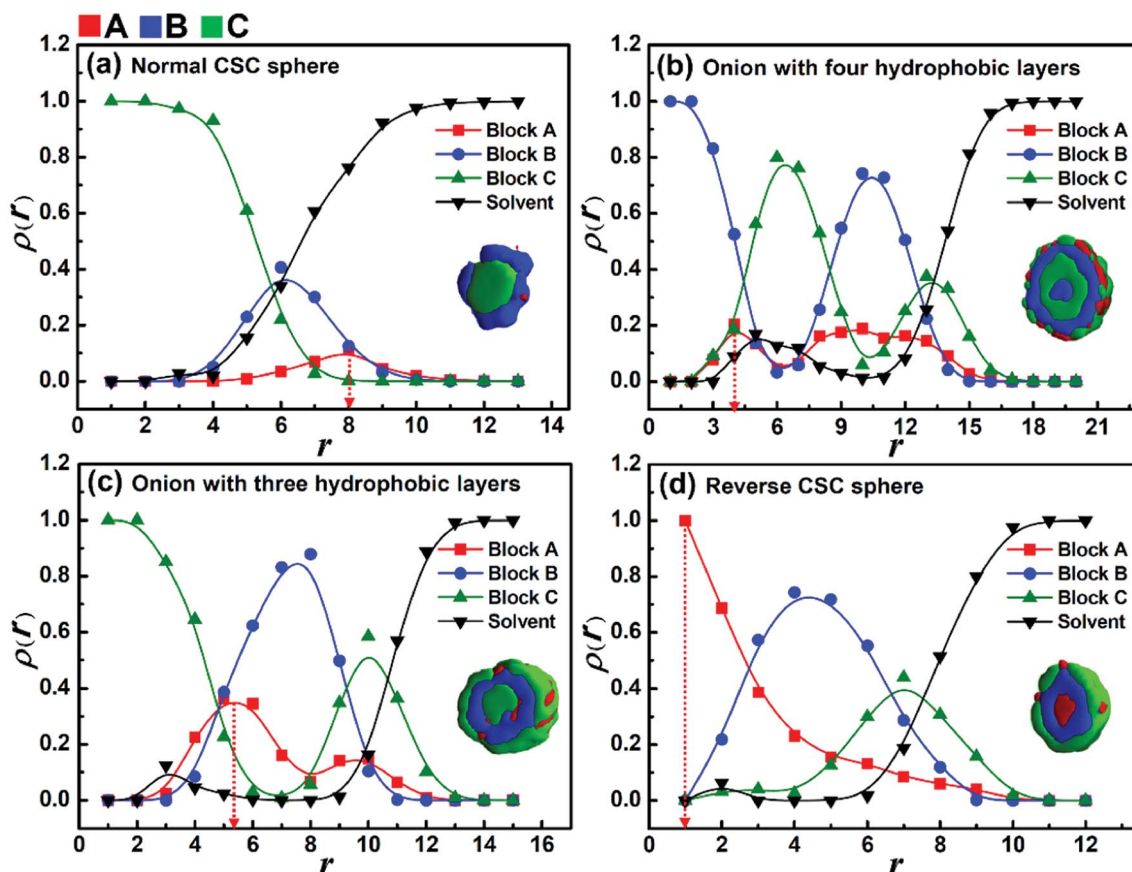 A B C
(a) Normal CSC sphere
Block A
Block B
Block C
Solvent
ρ(r)
1.2
1.0
0.8
0.6
0.4
0.2
0.0
0 2 4 6 8 10 12 14
r
(b) Onion with four hydrophobic layers
Block A
Block B
Block C
Solvent
ρ(r)
1.2
1.0
0.8
0.6
0.4
0.2
0.0
3 6 9 12 15 18 21
r
(c) Onion with three hydrophobic layers
Block A
Block B
Block C
Solvent
ρ(r)
1.2
1.0
0.8
0.6
0.4
0.2
0.0
0 2 4 6 8 10 12 14 16
r
(d) Reverse CSC sphere
Block A
Block B
Block C
Solvent
ρ(r)
1.2
1.0
0.8
0.6
0.4
0.2
0.0
0 2 4 6 8 10 12
r